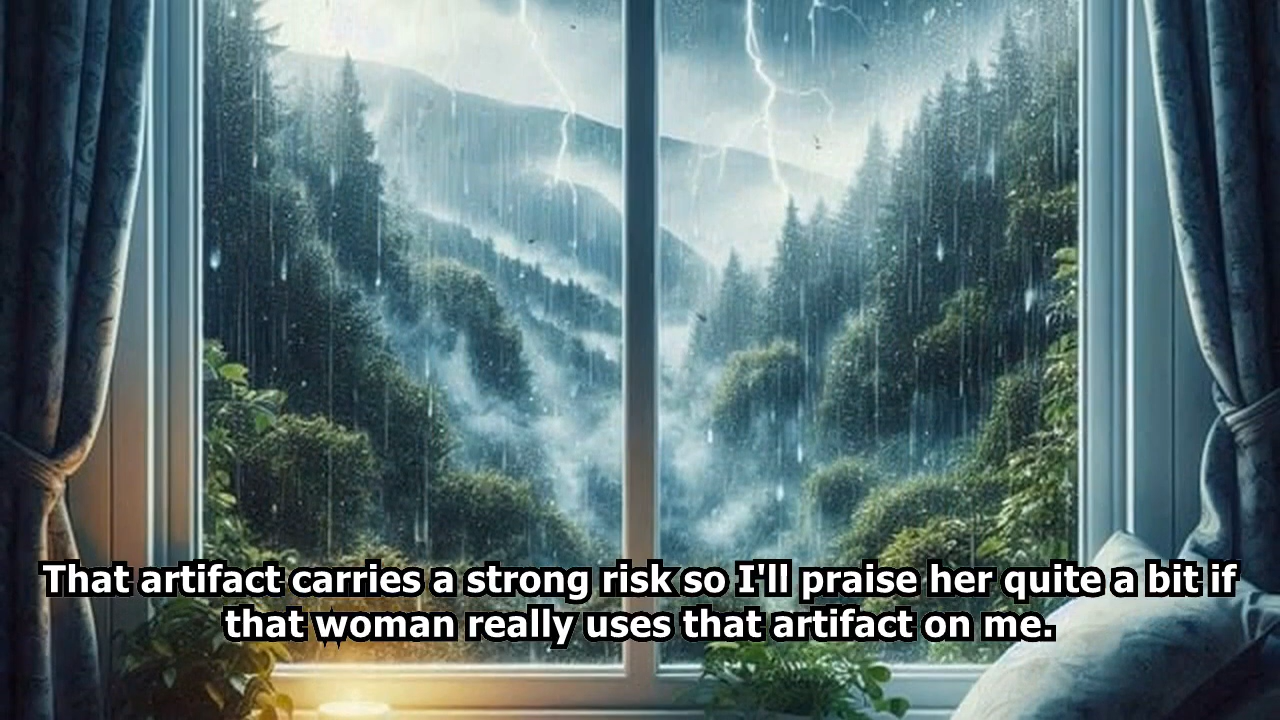 That artifact carries a strong risk so I'll praise her quite a bit if
that woman really uses that artifact on me.